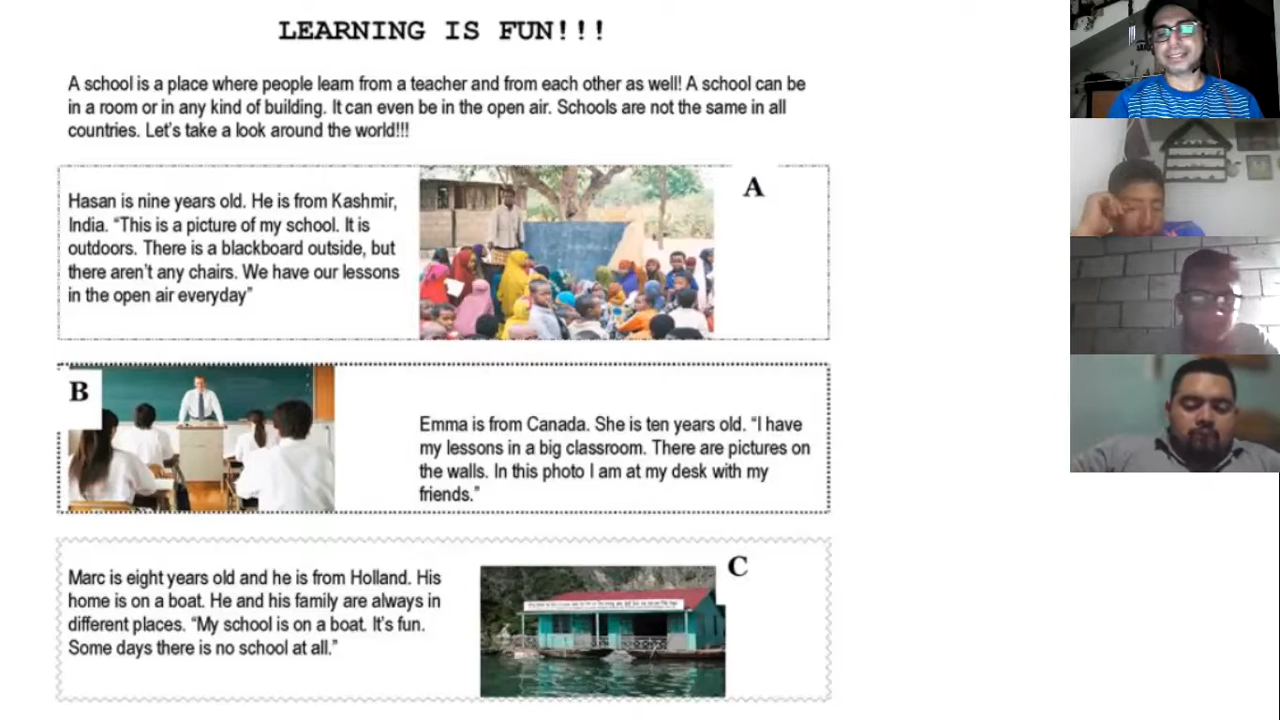 LEARNING IS FUN!!!
A school is a place where people learn from a teacher and from each other as well! A school can be
in a room or in any kind of building. It can even be in the open air. Schools are not the same in all
countries. Let's take a look around the world!!!
A
Hasan is nine years old. He is from Kashmir,
India. “This is a picture of my school. It is
outdoors. There is a blackboard outside, but
there aren't any chairs. We have our lessons
in the open air everyday”
B
Emma is from Canada. She is ten years old. “I have
my lessons in a big classroom. There are pictures on
the walls. In this photo I am at my desk with my
friends.”
C
Marc is eight years old and he is from Holland. His
home is on a boat. He and his family are always in
different places. “My school is on a boat. It's fun.
Some days there is no school at all.”